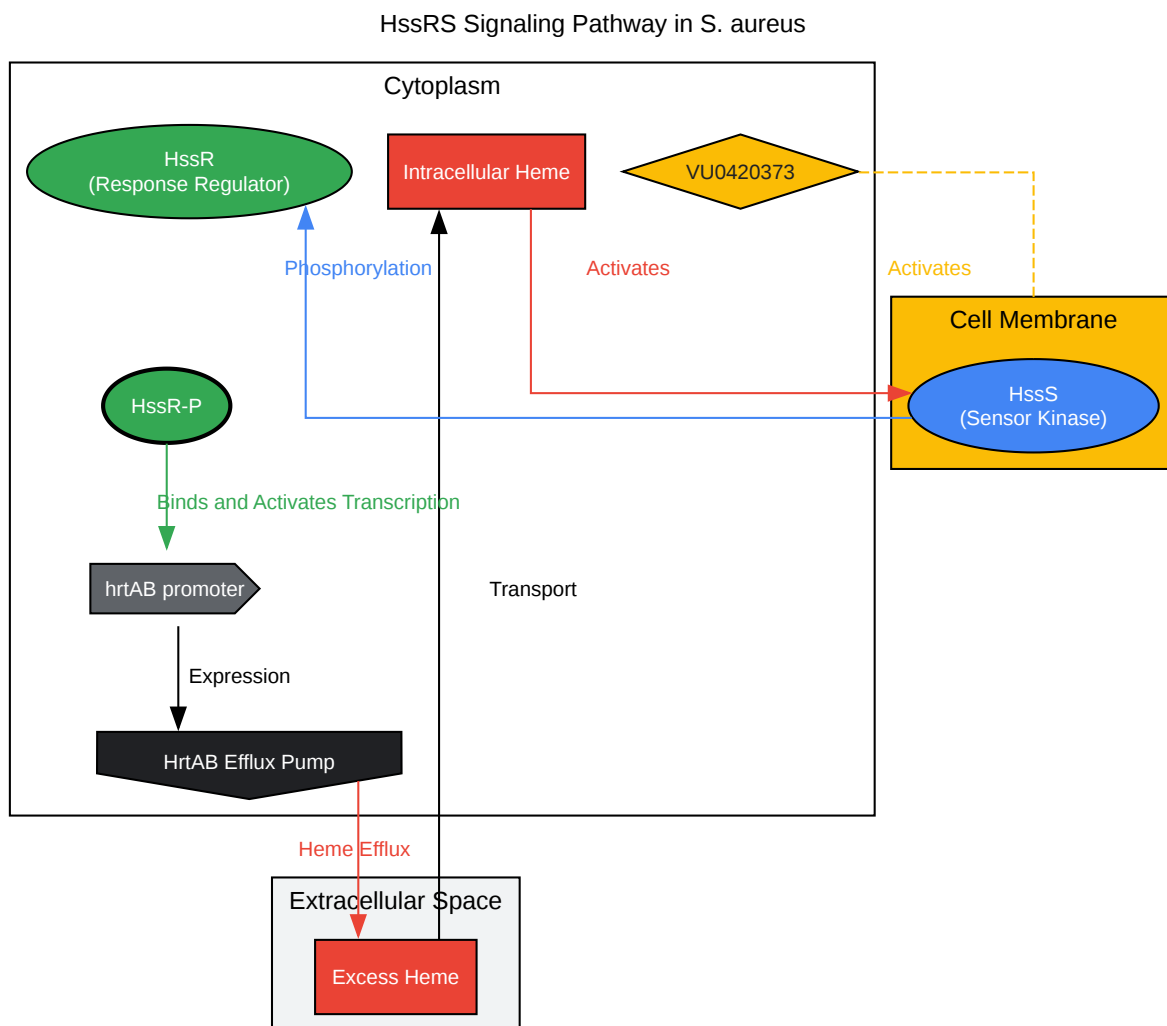 HssRS Signaling Pathway in S. aureus
Cytoplasm
HssR
(Response Regulator)
Intracellular Heme
VU0420373
Phosphorylation
Activates
Activates
Cell Membrane
HssS
(Sensor Kinase)
HssR-P
Binds and Activates Transcription
hrtAB promoter
Transport
Expression
HrtAB Efflux Pump
Heme Efflux
Extracellular Space
Excess Heme